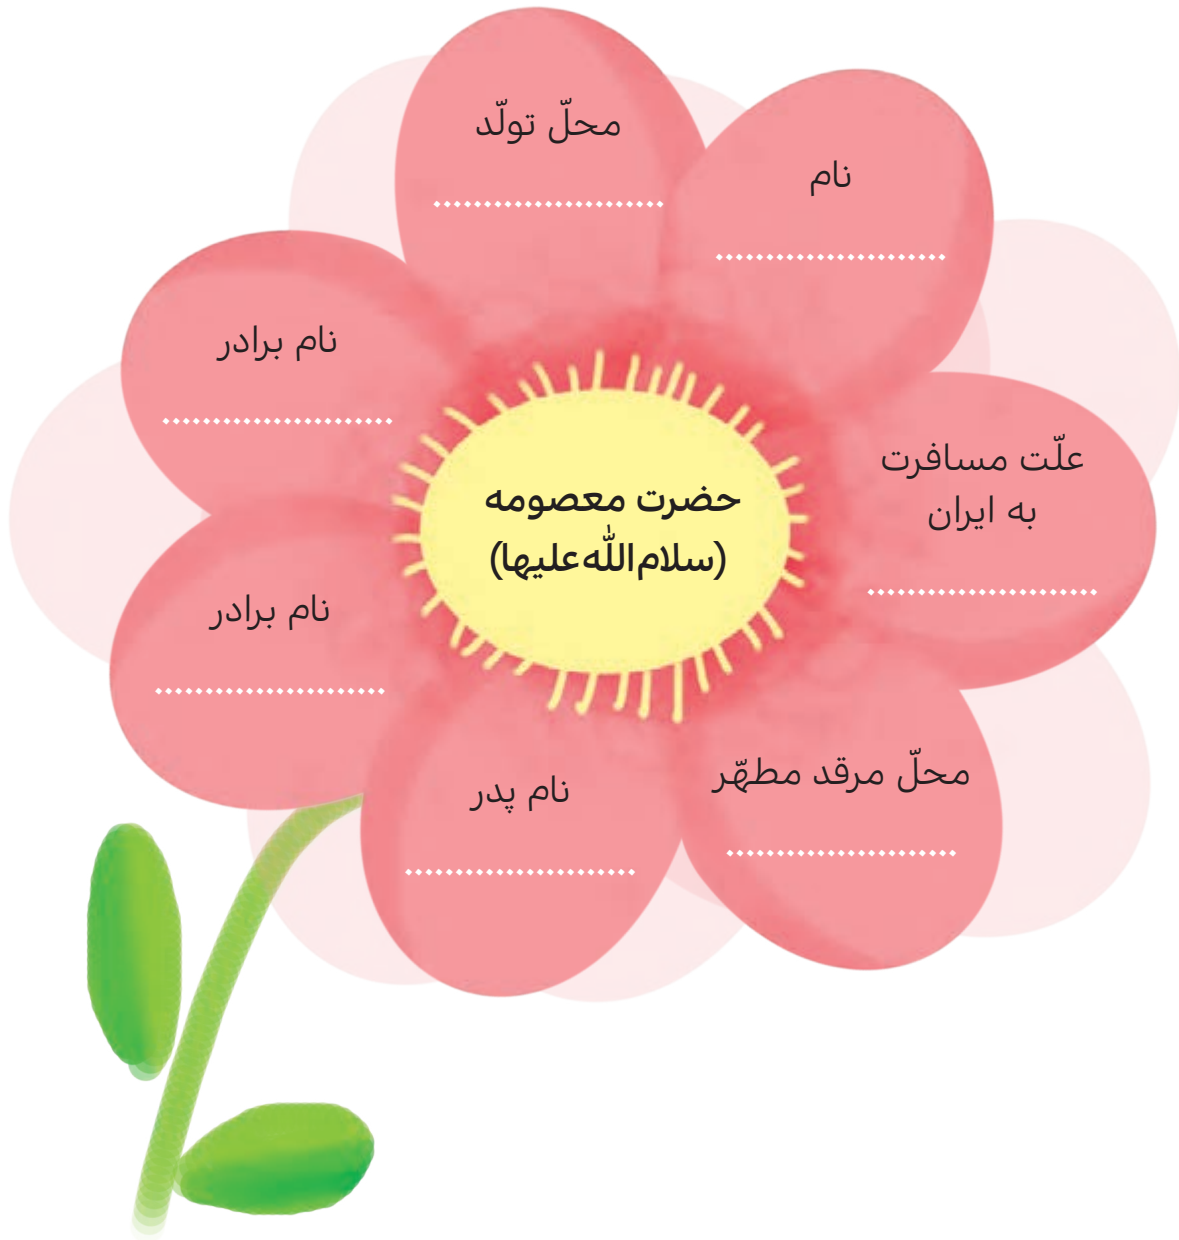 محلّ تولّد
......................
نام
......................
نام برادر
......................
علّت مسافرت
به ایران
......................
حضرت معصومه
(سلام‌الله‌علیها)
نام برادر
......................
محلّ مرقد مطهّر
......................
نام پدر
......................